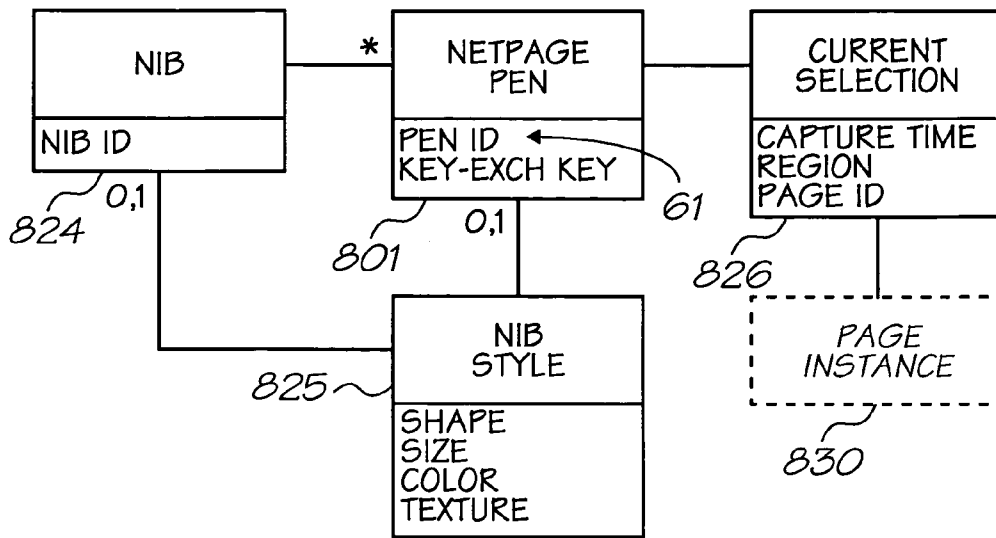 NIB
NIB ID
0,1
824
*
NETPAGE
PEN
PEN ID
KEY-EXCH KEY
61
801
0,1
CURRENT
SELECTION
CAPTURE TIME
REGION
PAGE ID
826
NIB
STYLE
825
SHAPE
SIZE
COLOR
TEXTURE
PAGE
INSTANCE
830